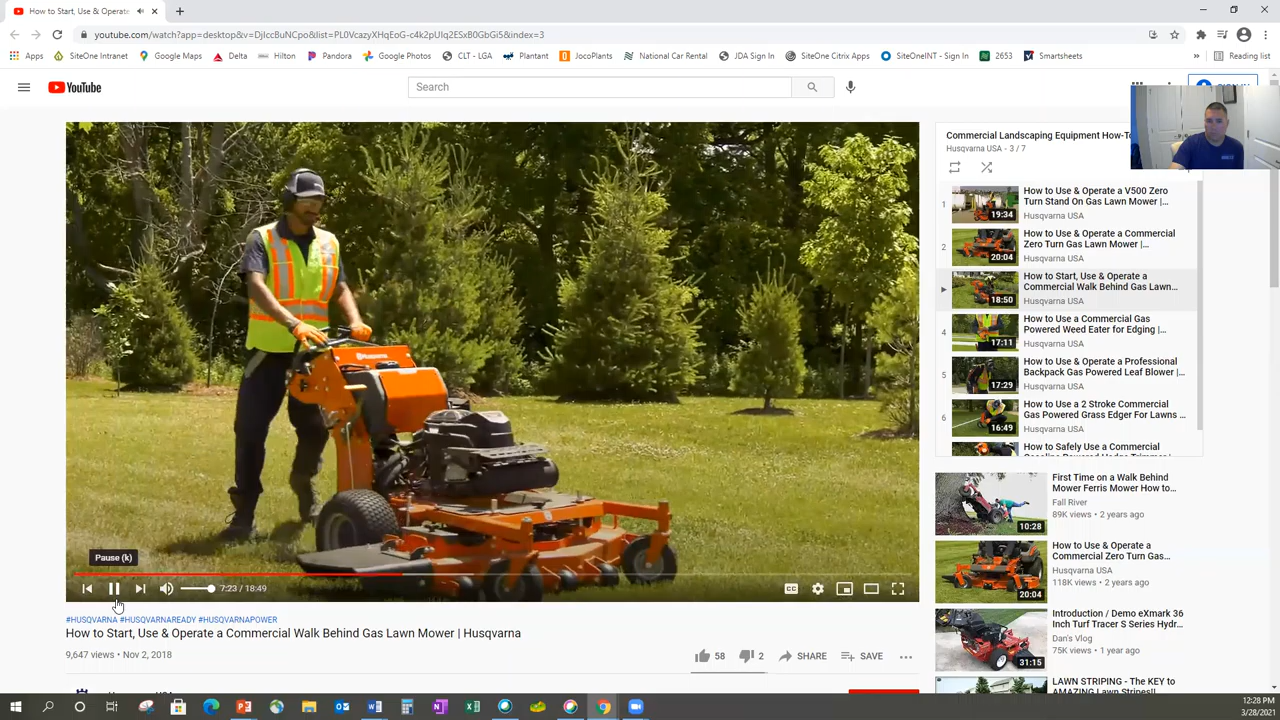 How to Start, Use & Operate
youtube.com/watch?app=desktop&v=DjIccBuNCpo&list=PL0VcazyXHqEoG-c4k2pUIq2ESxB0GbGi5&index=3
Apps SiteOne Intranet Google Maps Delta Hilton Pandora Google Photos CLT - LGA Plantant JocoPlants National Car Rental JDA Sign In SiteOne Citrix Apps SiteOneINT - Sign In 2653 Smartsheets » Reading list
YouTube
Search
Commercial Landscaping Equipment How-To
Husqvarna USA - 3 / 7
1
19:34
How to Use & Operate a V500 Zero
Turn Stand On Gas Lawn Mower |...
Husqvarna USA
2
20:04
How to Use & Operate a Commercial
Zero Turn Gas Lawn Mower |...
Husqvarna USA
18:50
How to Start, Use & Operate a
Commercial Walk Behind Gas Lawn...
Husqvarna USA
4
17:11
How to Use a Commercial Gas
Powered Weed Eater for Edging |...
Husqvarna USA
5
17:29
How to Use & Operate a Professional
Backpack Gas Powered Leaf Blower |...
Husqvarna USA
6
16:49
How to Use a 2 Stroke Commercial
Gas Powered Grass Edger For Lawns ...
Husqvarna USA
How to Safely Use a Commercial
Pause (k)
7:23 / 18:49
CC
#HUSQVARNA #HUSQVARNAREADY #HUSQVARNAPOWER
How to Start, Use & Operate a Commercial Walk Behind Gas Lawn Mower | Husqvarna
9,647 views • Nov 2, 2018
58 2 SHARE SAVE ...
10:28
First Time on a Walk Behind
Mower Ferris Mower How to...
Fall River
89K views • 2 years ago
20:04
How to Use & Operate a
Commercial Zero Turn Gas...
Husqvarna USA
118K views • 2 years ago
31:15
Introduction / Demo eXmark 36
Inch Turf Tracer S Series Hydr...
Dan's Vlog
75K views • 1 year ago
LAWN STRIPING - The KEY to
AMAZING Lawn Stripes!!
12:28 PM
3/28/2021